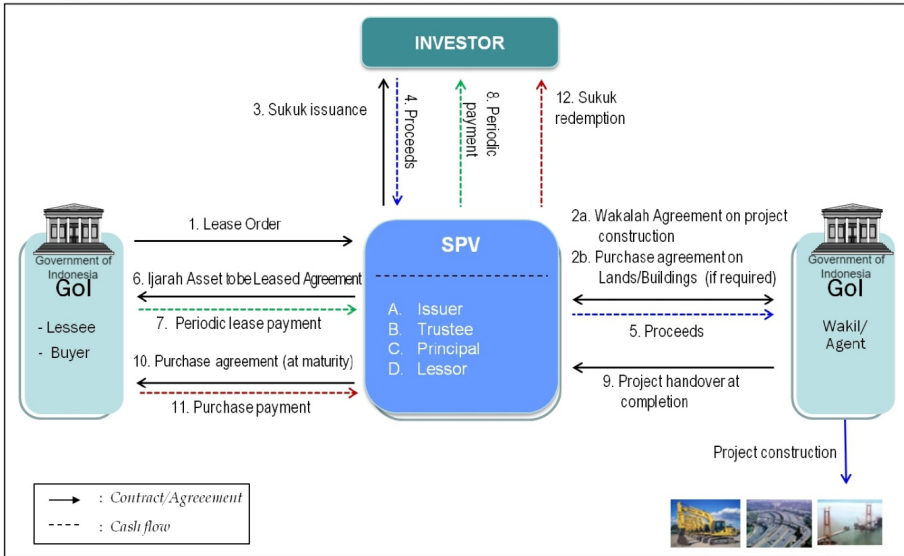 INVESTOR
3. Sukuk issuance
4. Proceeds
8. Periodic
payment
12. Sukuk
redemption
Government of
Indonesia
GoI
- Lessee
- Buyer
1. Lease Order
6. Ijarah Asset to be Leased Agreement
7. Periodic lease payment
10. Purchase agreement (at maturity)
11. Purchase payment
SPV
A. Issuer
B. Trustee
C. Principal
D. Lessor
2a. Wakalah Agreement on project
construction
2b. Purchase agreement on
Lands/Buildings (if required)
5. Proceeds
9. Project handover at
completion
Government of
Indonesia
GoI
Wakil/
Agent
Project construction
: Contract/Agreeement
: Cash flow